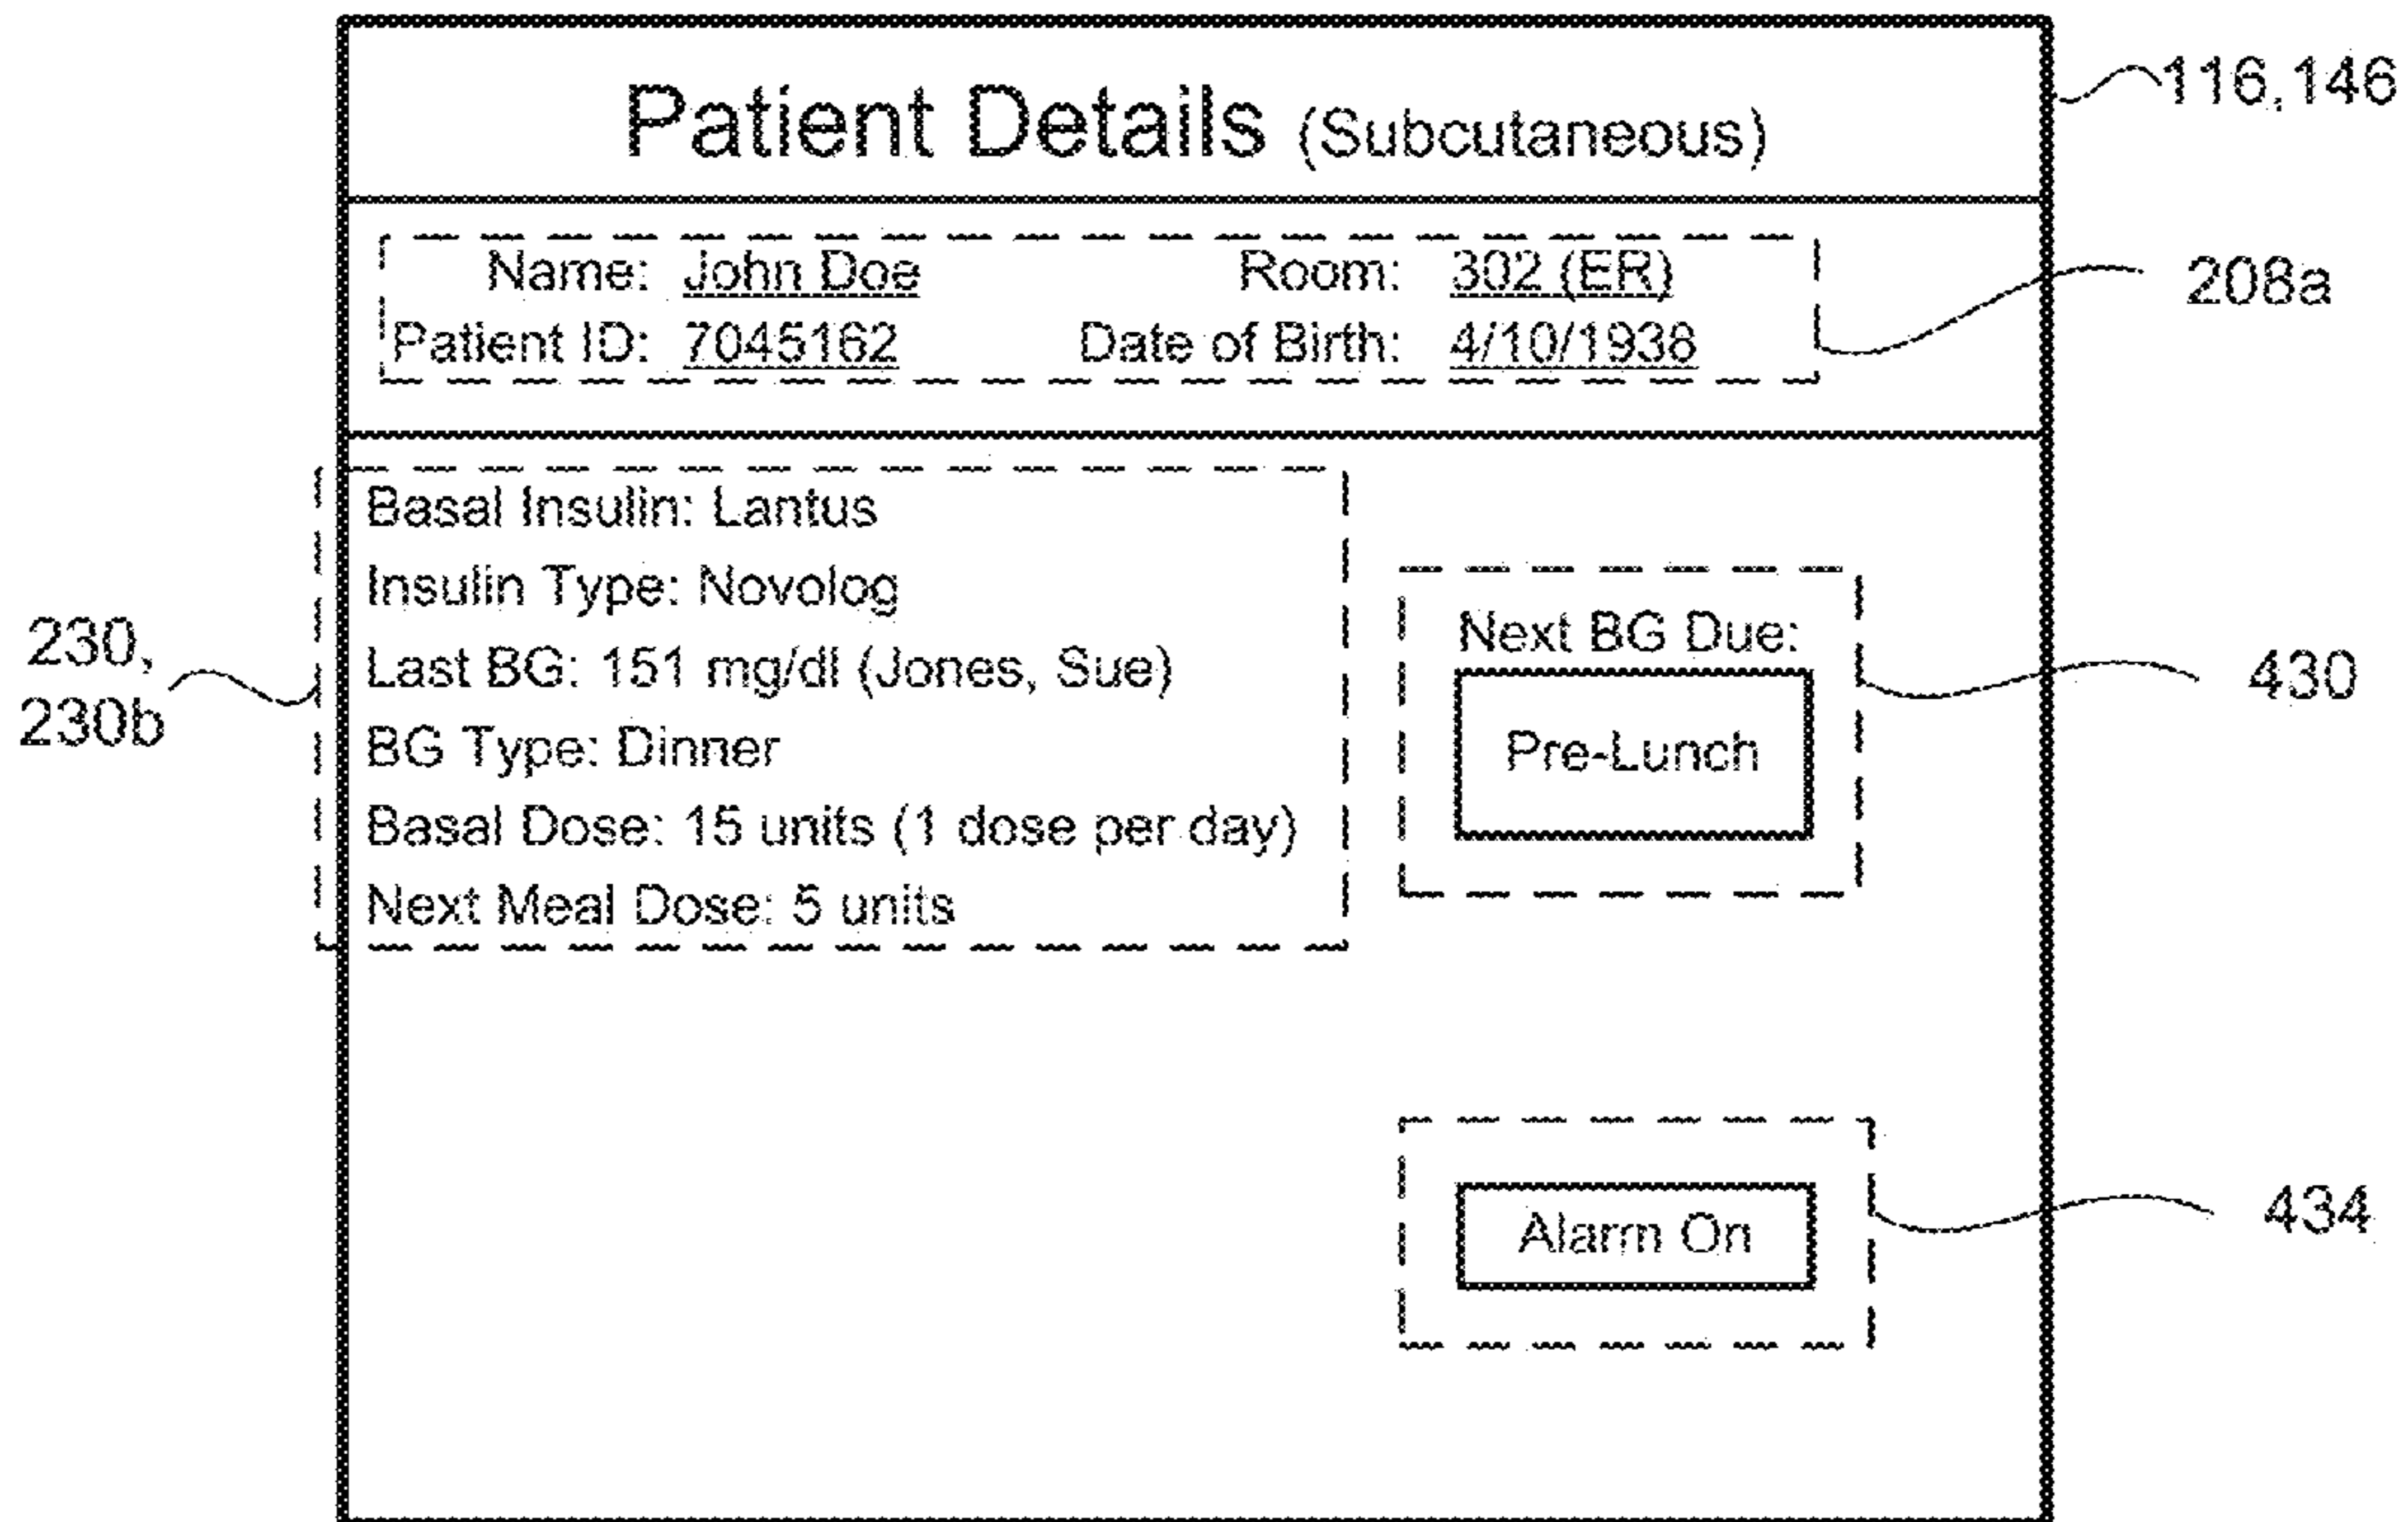 Patient Details (Subcutaneous)
116,146
Name: John Doe Room: 302 (ER)
Patient ID: 7045162 Date of Birth: 4/10/1938
208a
Basal Insulin: Lantus
Insulin Type: Novolog
Last BG: 151 mg/dl (Jones, Sue)
BG Type: Dinner
Basal Dose: 15 units (1 dose per day)
Next Meal Dose: 5 units
230,
230b
Next BG Due:
Pre-Lunch
430
Alarm On
434